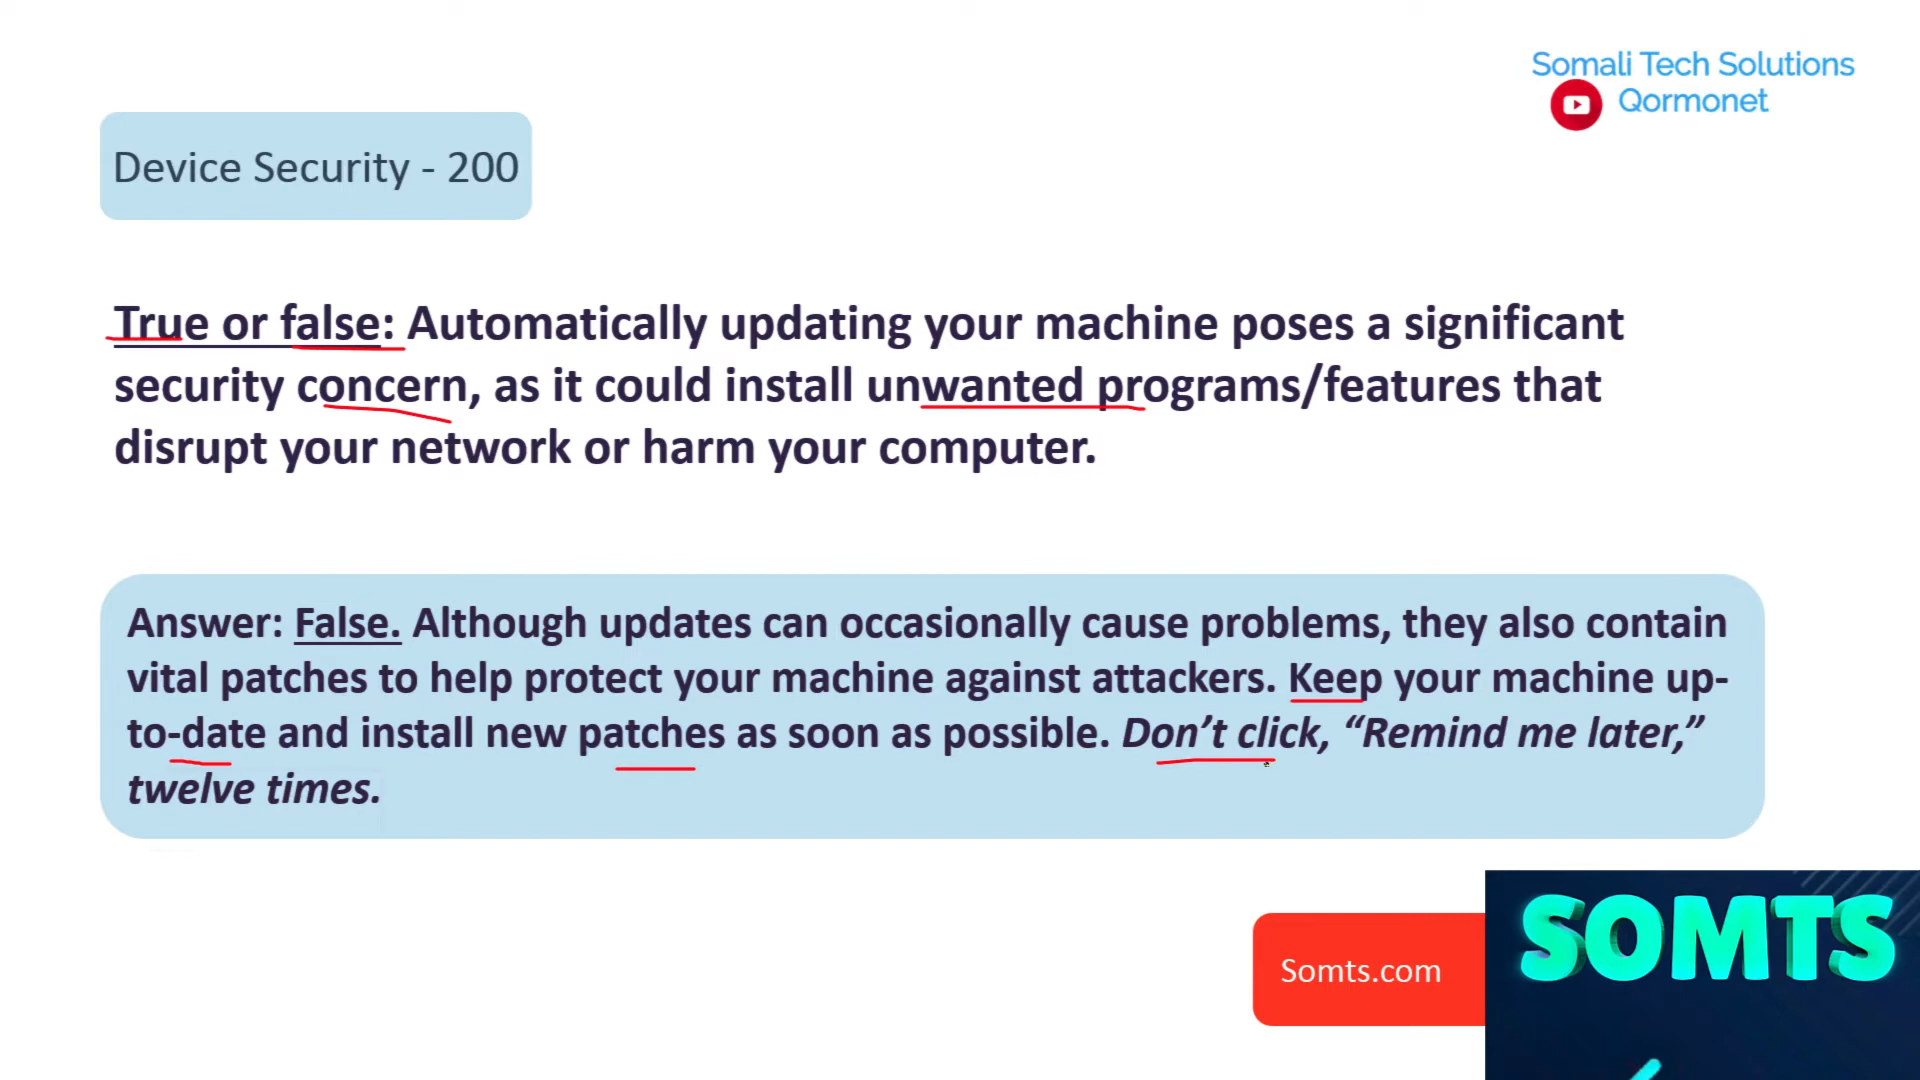 Somali Tech Solutions
Qormonet
Device Security - 200
True or false: Automatically updating your machine poses a significant
security concern, as it could install unwanted programs/features that
disrupt your network or harm your computer.
Answer: False. Although updates can occasionally cause problems, they also contain
vital patches to help protect your machine against attackers. Keep your machine up-
to-date and install new patches as soon as possible. Don’t click, “Remind me later,”
twelve times.
Somts.com
SOMTS